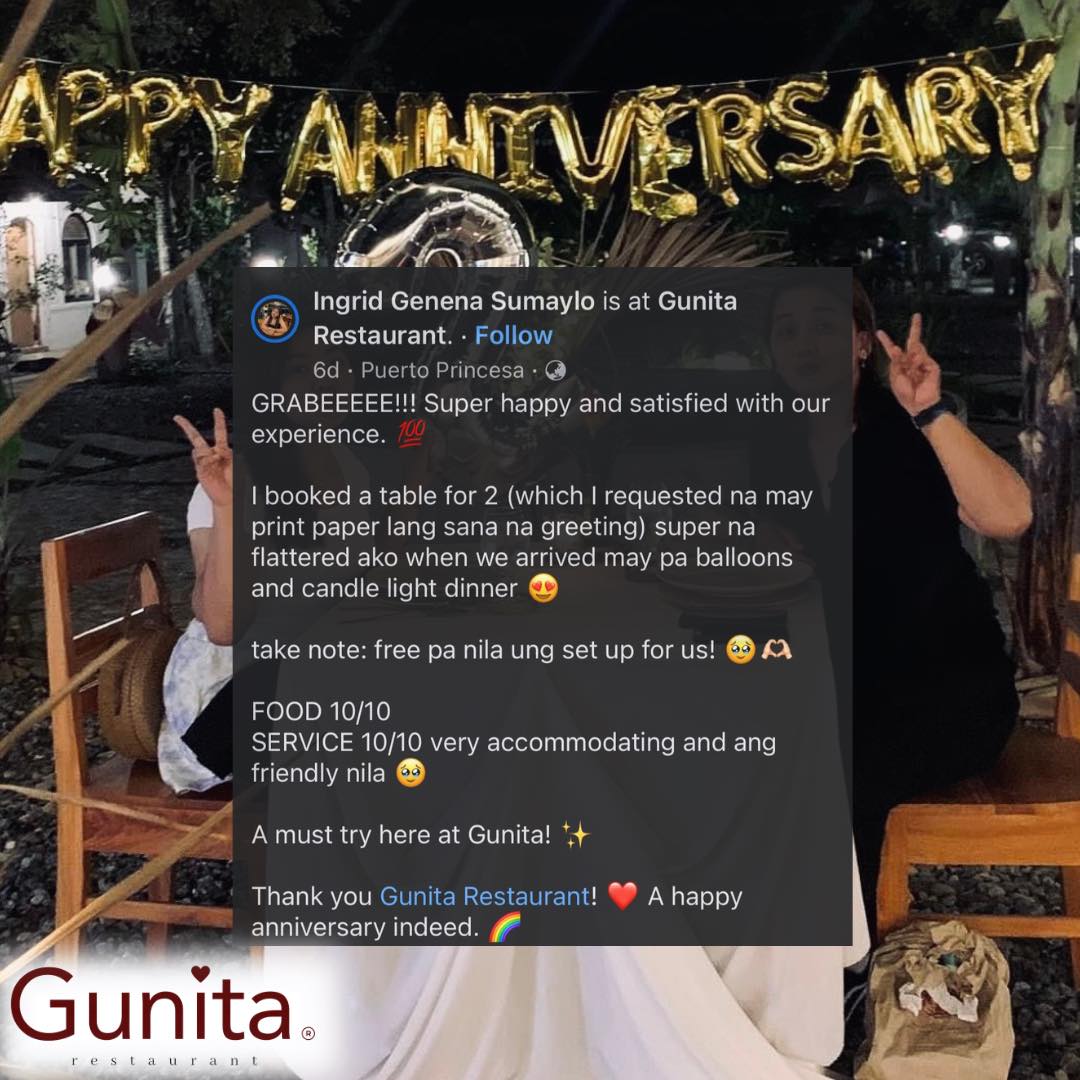 Gunita®
restaurant
HAPPY ANNIVERSARY
Ingrid Genena Sumaylo is at Gunita
Restaurant. · Follow
6d · Puerto Princesa ·
GRABEEEEE!!! Super happy and satisfied with our
experience. 💯
I booked a table for 2 (which I requested na may
print paper lang sana na greeting) super na
flattered ako when we arrived may pa balloons
and candle light dinner 😍
take note: free pa nila ung set up for us! 🥹🫶🏻
FOOD 10/10
SERVICE 10/10 very accommodating and ang
friendly nila 🥹
A must try here at Gunita! ✨
Thank you Gunita Restaurant! ❤️ A happy
anniversary indeed. 🌈